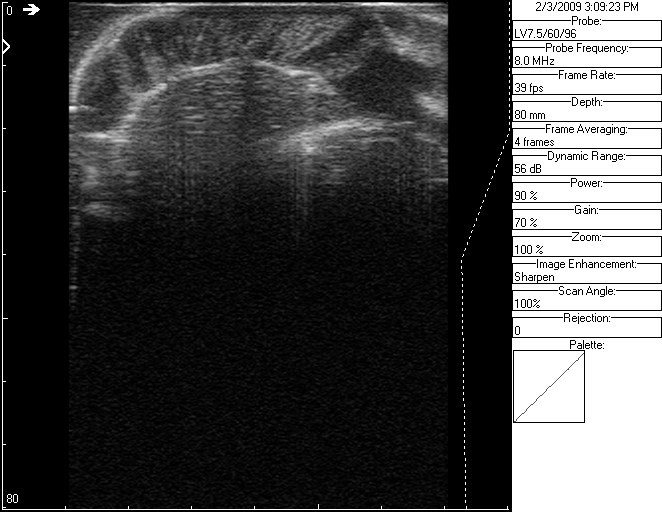 0
80
2/3/2009 3:09:23 PM
Probe:
LV7.5/60/96
Probe Frequency:
8.0 MHz
Frame Rate:
39 fps
Depth:
80 mm
Frame Averaging:
4 frames
Dynamic Range:
56 dB
Power:
90 %
Gain:
70 %
Zoom:
100 %
Image Enhancement:
Sharpen
Scan Angle:
100%
Rejection:
0
Palette: